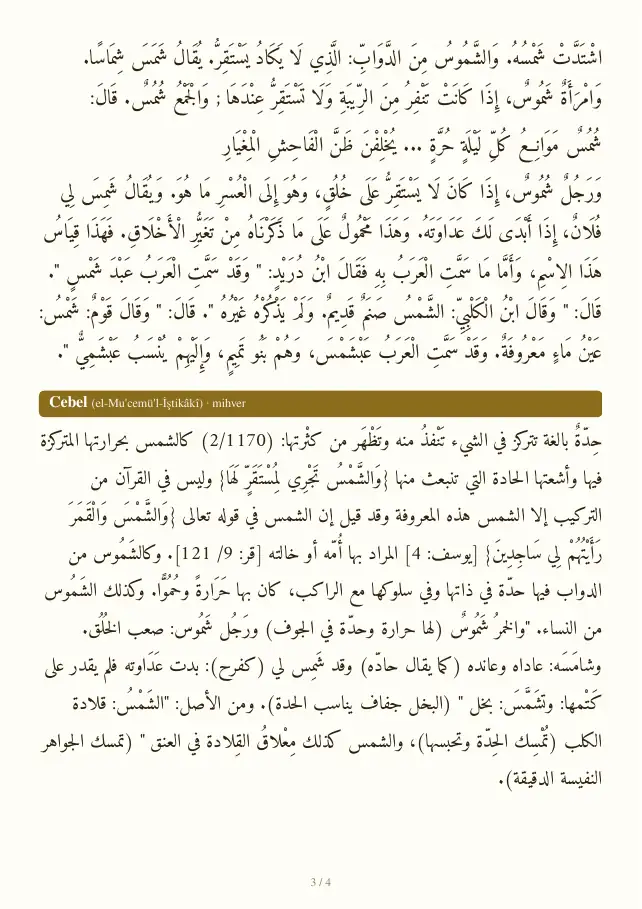 اشْتَدَّتْ شَمْسُهُ. وَالشَّمُوسُ مِنَ الدَّوَابِّ: الَّذِي لَا يَكَادُ يَسْتَقِرُّ. يُقَالُ شَمَسَ شِمَاسًا.
وَامْرَأَةٌ شَمُوسٌ، إِذَا كَانَتْ تَنْفِرُ مِنَ الرِّيبَةِ وَلَا تَسْتَقِرُّ عِنْدَهَا ; وَالْجَمْعُ شُمُسٌ. قَالَ:
شُمُسٌ مَوَانِعُ كُلِّ لَيْلَةٍ حُرَّةٍ ... يُخْلِفْنَ ظَنَّ الْفَاحِشِ الْمِغْيَارِ
وَرَجُلٌ شُمُوسٌ، إِذَا كَانَ لَا يَسْتَقِرُّ عَلَى خُلُقٍ، وَهُوَ إِلَى الْعُسْرِ مَا هُوَ. وَيُقَالُ شَمِسَ لِي
فُلَانٌ، إِذَا أَبْدَى لَكَ عَدَاوَتَهُ. وَهَذَا مَحْمُولٌ عَلَى مَا ذَكَرْنَاهُ مِنْ تَغَيُّرِ الْأَخْلَاقِ. فَهَذَا قِيَاسُ
هَذَا الِاسْمِ، وَأَمَّا مَا سَمَّتِ الْعَرَبُ بِهِ فَقَالَ ابْنُ دُرَيْدٍ: " وَقَدْ سَمَّتِ الْعَرَبُ عَبْدَ شَمْسٍ ".
قَالَ: " وَقَالَ ابْنُ الْكَلْبِيِّ: الشَّمْسُ صَنَمٌ قَدِيمٌ. وَلَمْ يَذْكُرْهُ غَيْرُهُ ". قَالَ: " وَقَالَ قَوْمٌ: شَمْسُ:
عَيْنُ مَاءٍ مَعْرُوفَةٌ. وَقَدْ سَمَّتِ الْعَرَبُ عَبْشَمْسَ، وَهُمْ بَنُو تَمِيمٍ، وَإِلَيْهِمْ يُنْسَبُ عَبْشَمِيٌّ ".
Cebel (el-Mu'cemü'l-İştikâkî) · mihver
حِدّةٌ بالغة تتركز في الشيء تَنْفذُ منه وتَظْهَر من كثْرتها: (2/1170) كالشمس بحرارتها المتركزة
فيها وأشعتها الحادة التي تنبعث منها {وَالشَّمْسُ تَجْرِي لِمُسْتَقَرٍّ لَهَا} وليس في القرآن من
التركيب إلا الشمس هذه المعروفة وقد قيل إن الشمس في قوله تعالى {وَالشَّمْسَ وَالْقَمَرَ
رَأَيْتُهُمْ لِي سَاجِدِينَ} [يوسف: 4] المراد بها أُمّه أو خالته [قر: 9/ 121]. وكالشَمُوس من
الدواب فيها حدّة في ذاتها وفي سلوكها مع الراكب، كان بها حَرَارةً وحُمُوًّا. وكذلك الشَمُوس
من النساء. "والخمرُ شَمُوسٌ (لها حرارة وحدّة في الجوف) ورَجُل شَمُوس: صعب الخُلُق.
وشامَسَه: عاداه وعانده (كما يقال حادّه) وقد شَمِس لي (كفرح): بدت عَدَاوته فلم يقدر على
كَتْمها: وتشَمَّسَ: بخل " (البخل جفاف يناسب الحدة). ومن الأصل: "الشَمْسُ: قلادة
الكلب (تُمْسِك الحِدّة وتحبسها)، والشمس كذلك مِعْلاقُ القِلادة في العنق " (تمسك الجواهر
النفيسة الدقيقة).
3 / 4